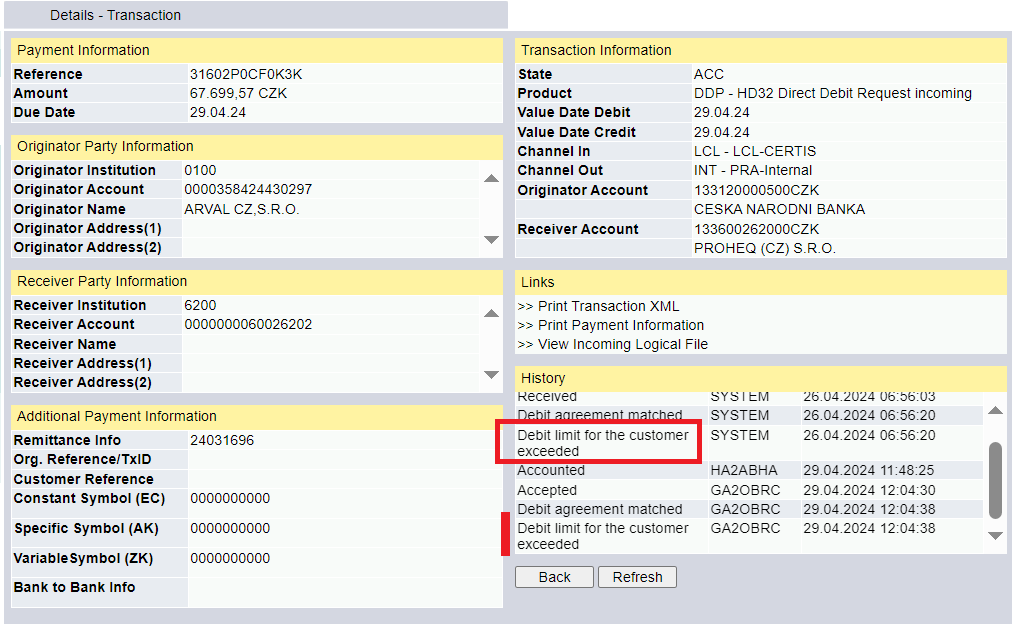 Details - Transaction
Payment Information
Reference 31602P0CF0K3K
Amount 67.699,57 CZK
Due Date 29.04.24
Originator Party Information
Originator Institution 0100
Originator Account 0000358424430297
Originator Name ARVAL CZ,S.R.O.
Originator Address(1)
Originator Address(2)
Receiver Party Information
Receiver Institution 6200
Receiver Account 0000000060026202
Receiver Name
Receiver Address(1)
Receiver Address(2)
Additional Payment Information
Remittance Info 24031696
Org. Reference/TxID
Customer Reference
Constant Symbol (EC) 0000000000
Specific Symbol (AK) 0000000000
VariableSymbol (ZK) 0000000000
Bank to Bank Info
Transaction Information
State ACC
Product DDP - HD32 Direct Debit Request incoming
Value Date Debit 29.04.24
Value Date Credit 29.04.24
Channel In LCL - LCL-CERTIS
Channel Out INT - PRA-Internal
Originator Account 133120000500CZK
CESKA NARODNI BANKA
Receiver Account 133600262000CZK
PROHEQ (CZ) S.R.O.
Links
>> Print Transaction XML
>> Print Payment Information
>> View Incoming Logical File
History
Received SYSTEM 26.04.2024 06:56:03
Debit agreement matched SYSTEM 26.04.2024 06:56:20
Debit limit for the customer SYSTEM 26.04.2024 06:56:20
exceeded
Accounted HA2ABHA 29.04.2024 11:48:25
Accepted GA2OBRC 29.04.2024 12:04:30
Debit agreement matched GA2OBRC 29.04.2024 12:04:38
Debit limit for the customer GA2OBRC 29.04.2024 12:04:38
exceeded
Back Refresh